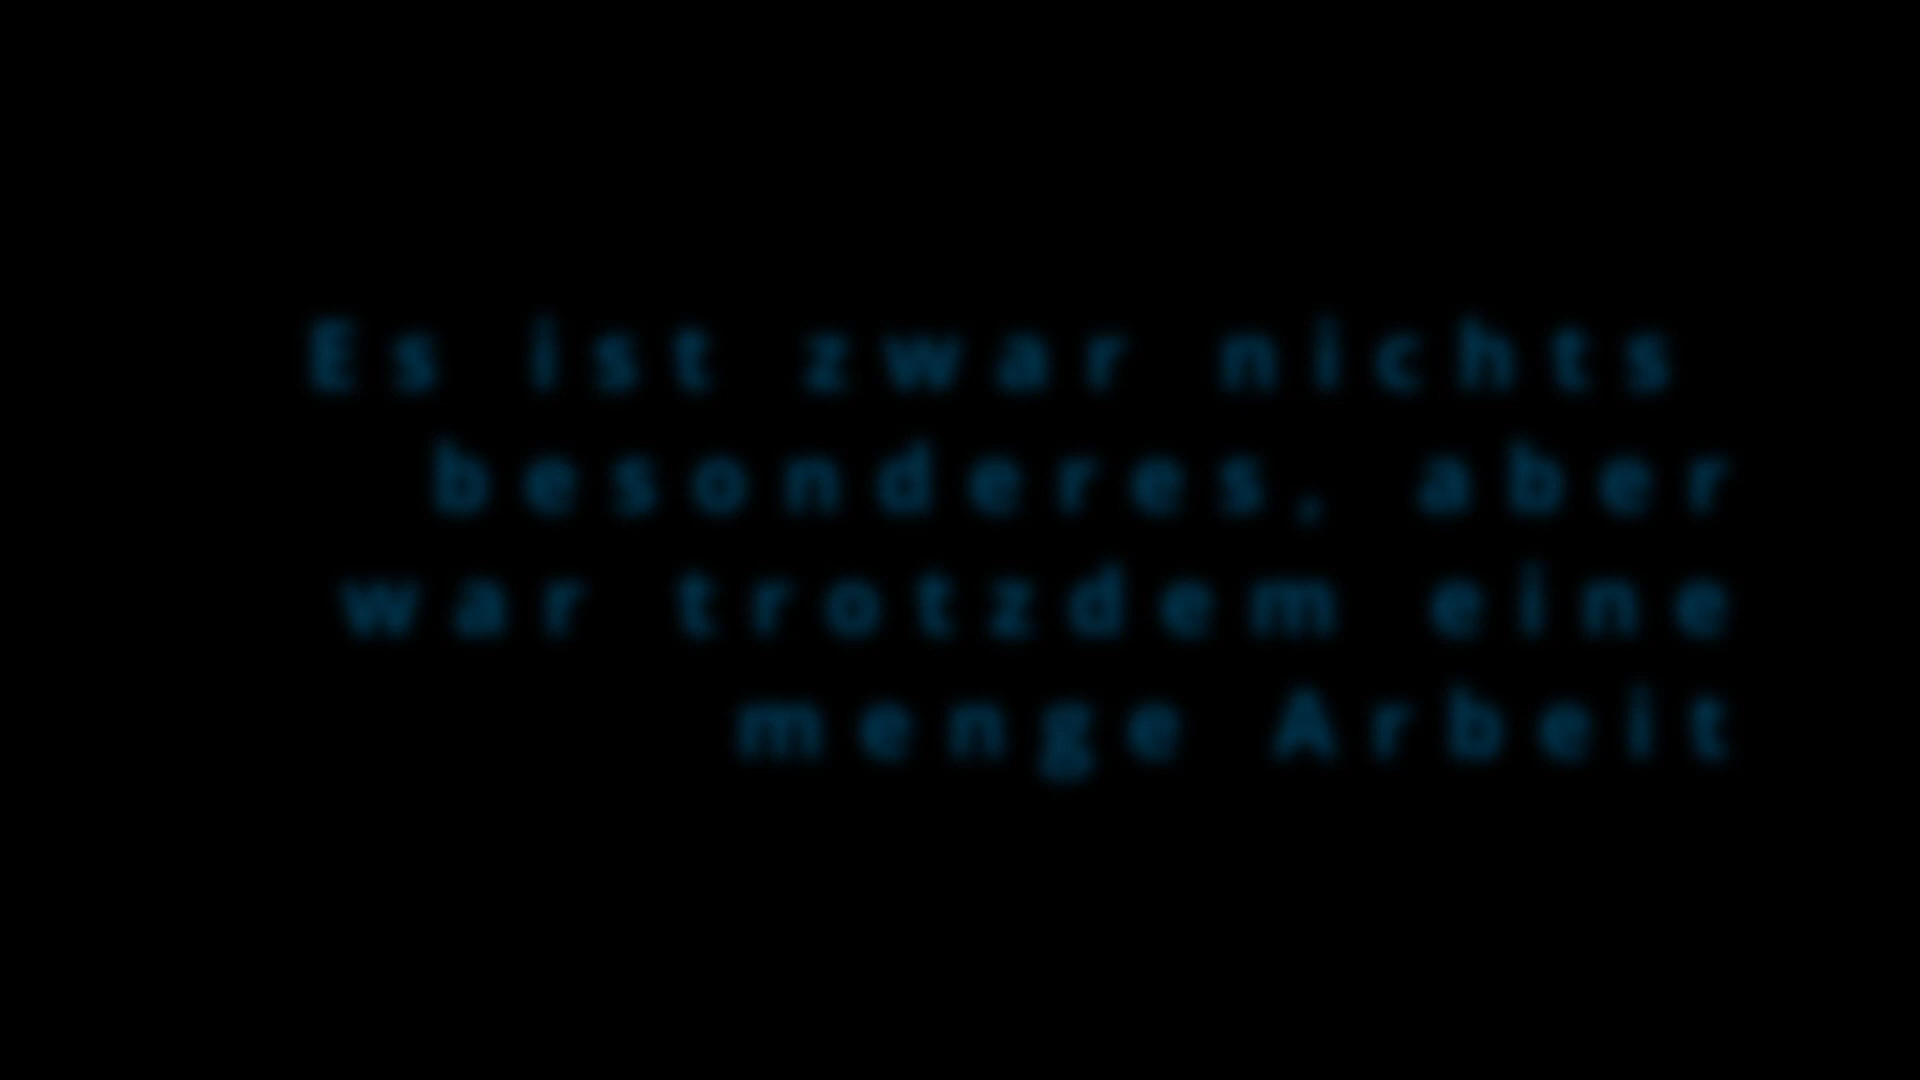 Es ist zwar nichts
besonderes, aber
war trotzdem eine
menge Arbeit